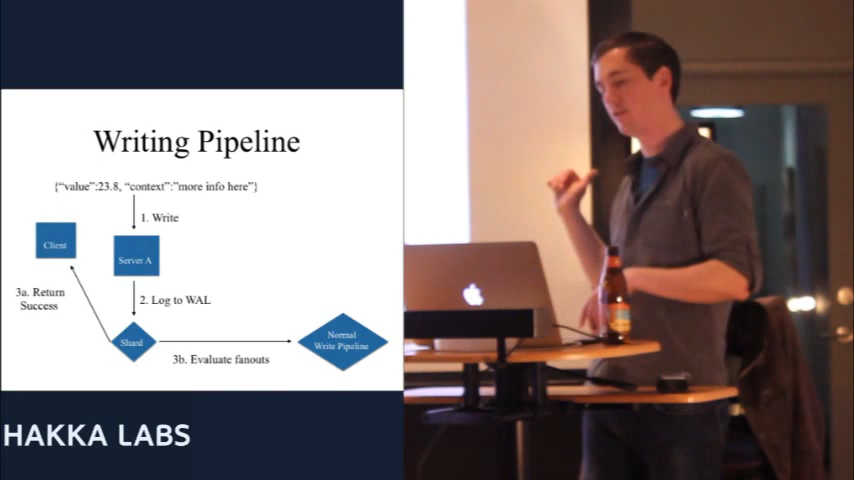 Writing Pipeline
{“value”:23.8, “context”:”more info here”}
1. Write
Client
Server A
3a. Return
Success
2. Log to WAL
Shard
Normal
Write Pipeline
3b. Evaluate fanouts
HAKKA LABS